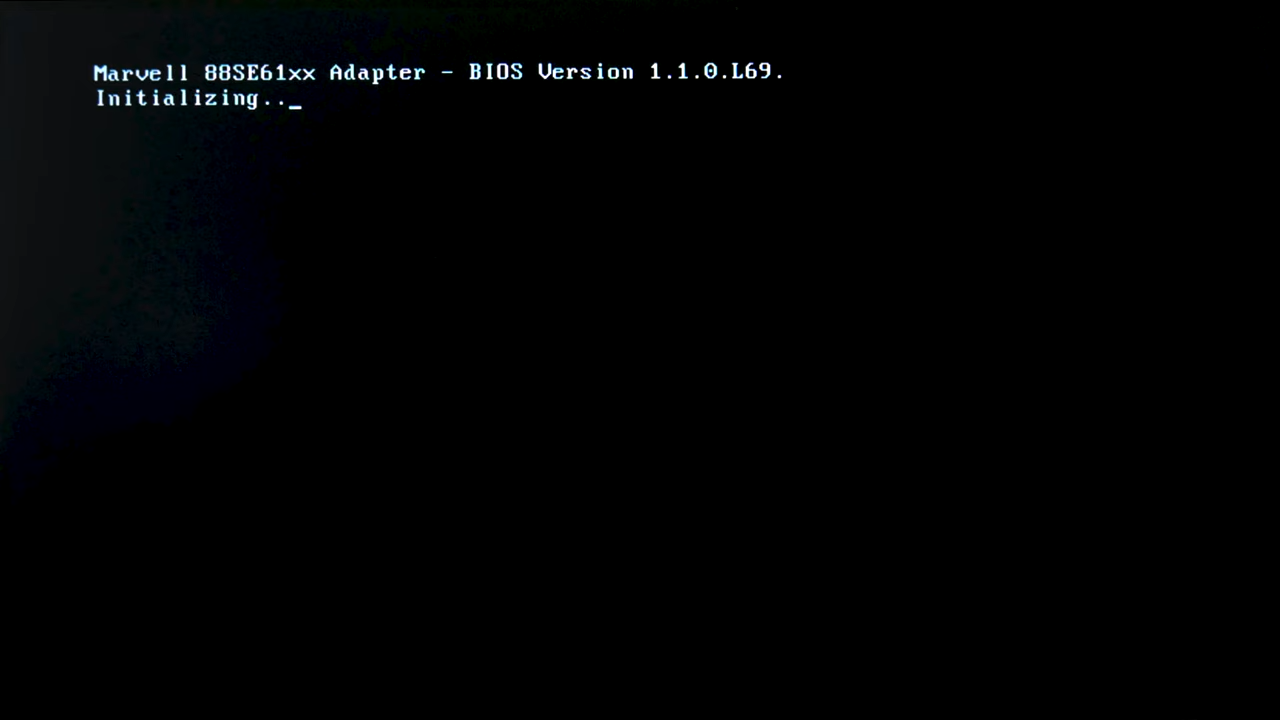 Marvell 88SE61xx Adapter - BIOS Version 1.1.0.L69.
Initializing.._